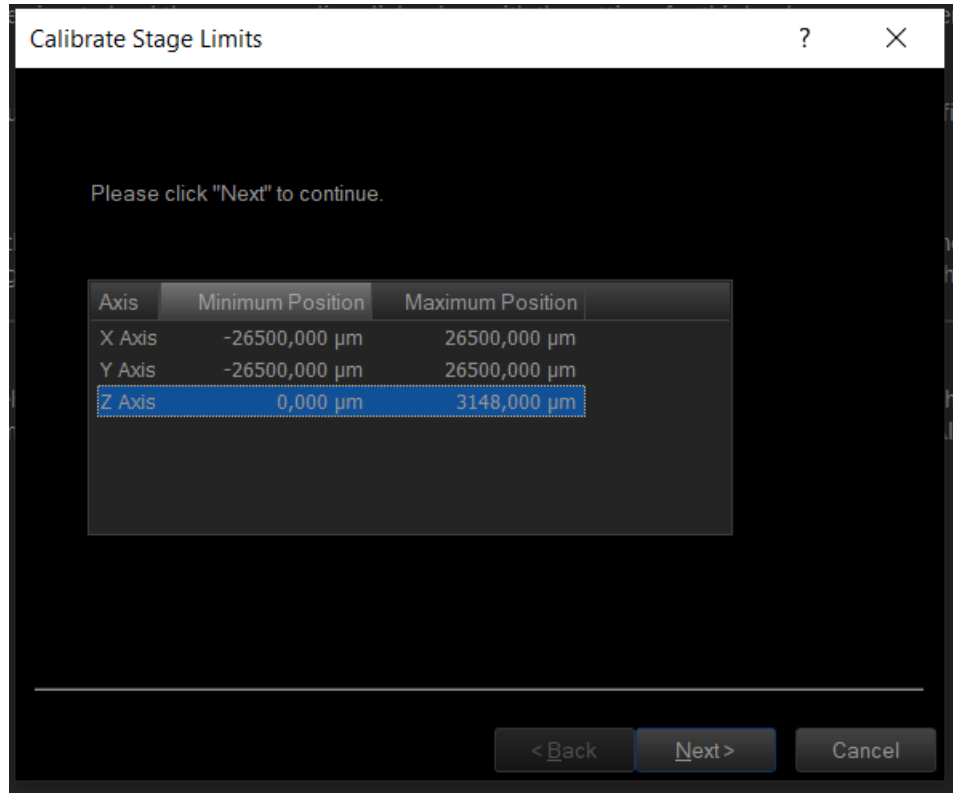 Calibrate Stage Limits ?
Please click "Next" to continue.
Axis Minimum Position Maximum Position
X Axis -26500,000 µm 26500,000 µm
Y Axis -26500,000 µm 26500,000 µm
Z Axis 0,000 µm 3148,000 µm
< Back Next > Cancel